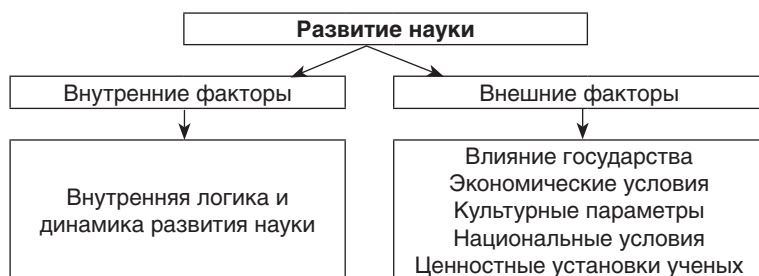 Развитие науки
Внутренние факторы
Внешние факторы
Внутренняя логика и
динамика развития науки
Влияние государства
Экономические условия
Культурные параметры
Национальные условия
Ценностные установки ученых